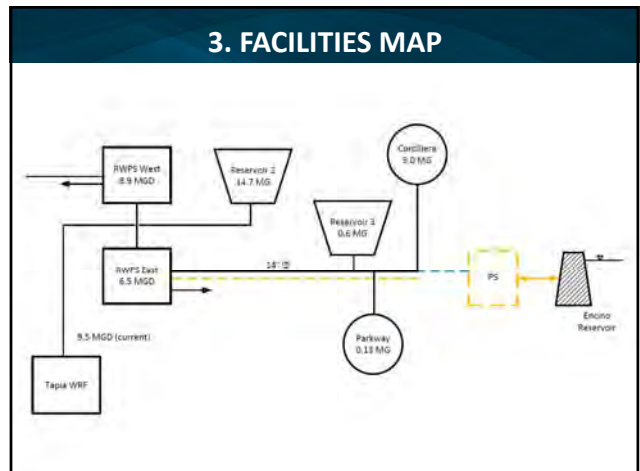 3. FACILITIES MAP
RWPS West
8.9 MGD
Reservoir 2
14.7 MG
Cordillera
5.0 MG
Reservoir 3
0.6 MG
RWPS East
6.5 MGD
14" Ø
PS
Encino
Reservoir
Parkway
0.13 MG
9.5 MGD (current)
Tapia WRF